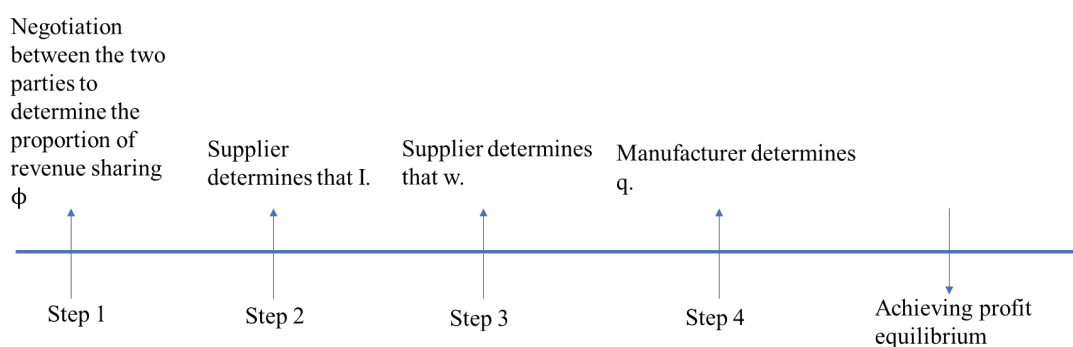 Negotiation
between the two
parties to
determine the
proportion of
revenue sharing
ϕ
Supplier
determines that I.
Supplier determines
that w.
Manufacturer determines
q.
Step 1
Step 2
Step 3
Step 4
Achieving profit
equilibrium